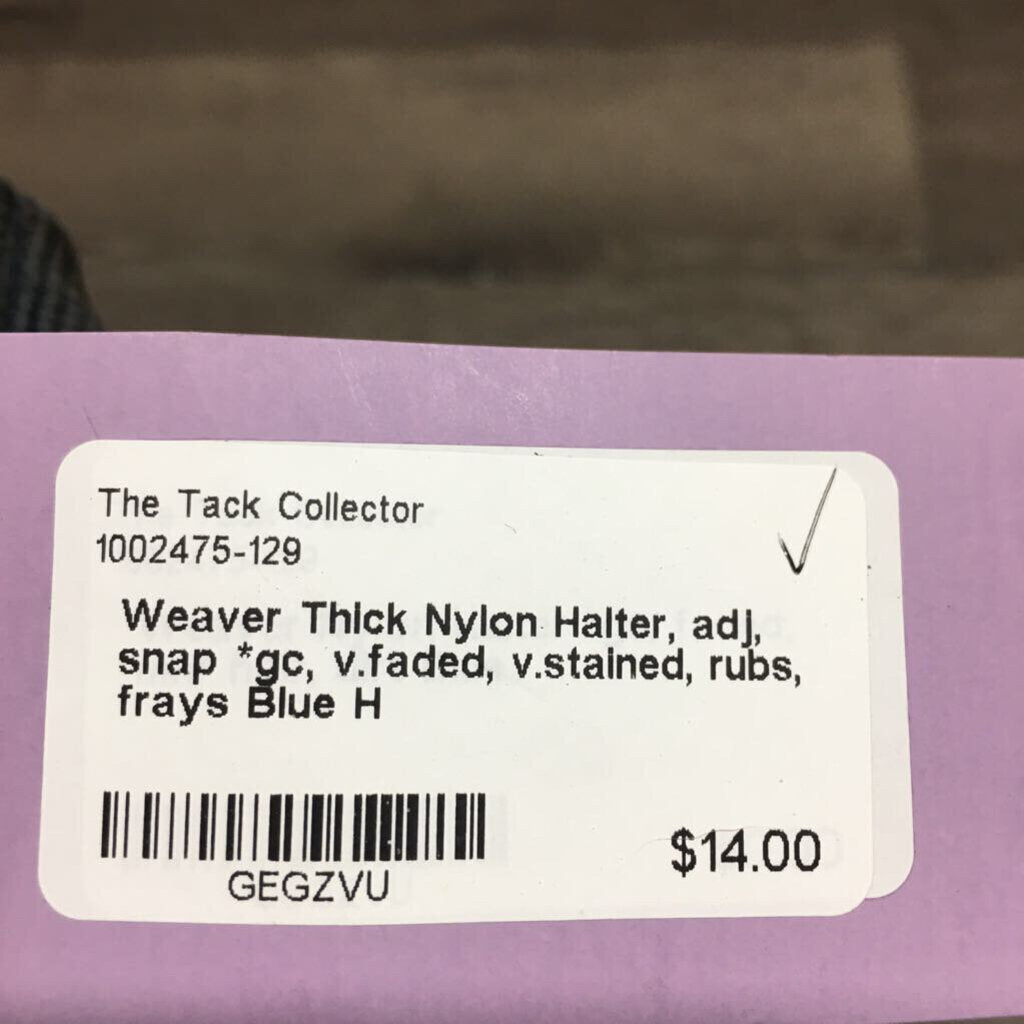 The Tack Collector
1002475-129
Weaver Thick Nylon Halter, adj,
snap *gc, v.faded, v.stained, rubs,
frays Blue H
GEGZVU
$14.00